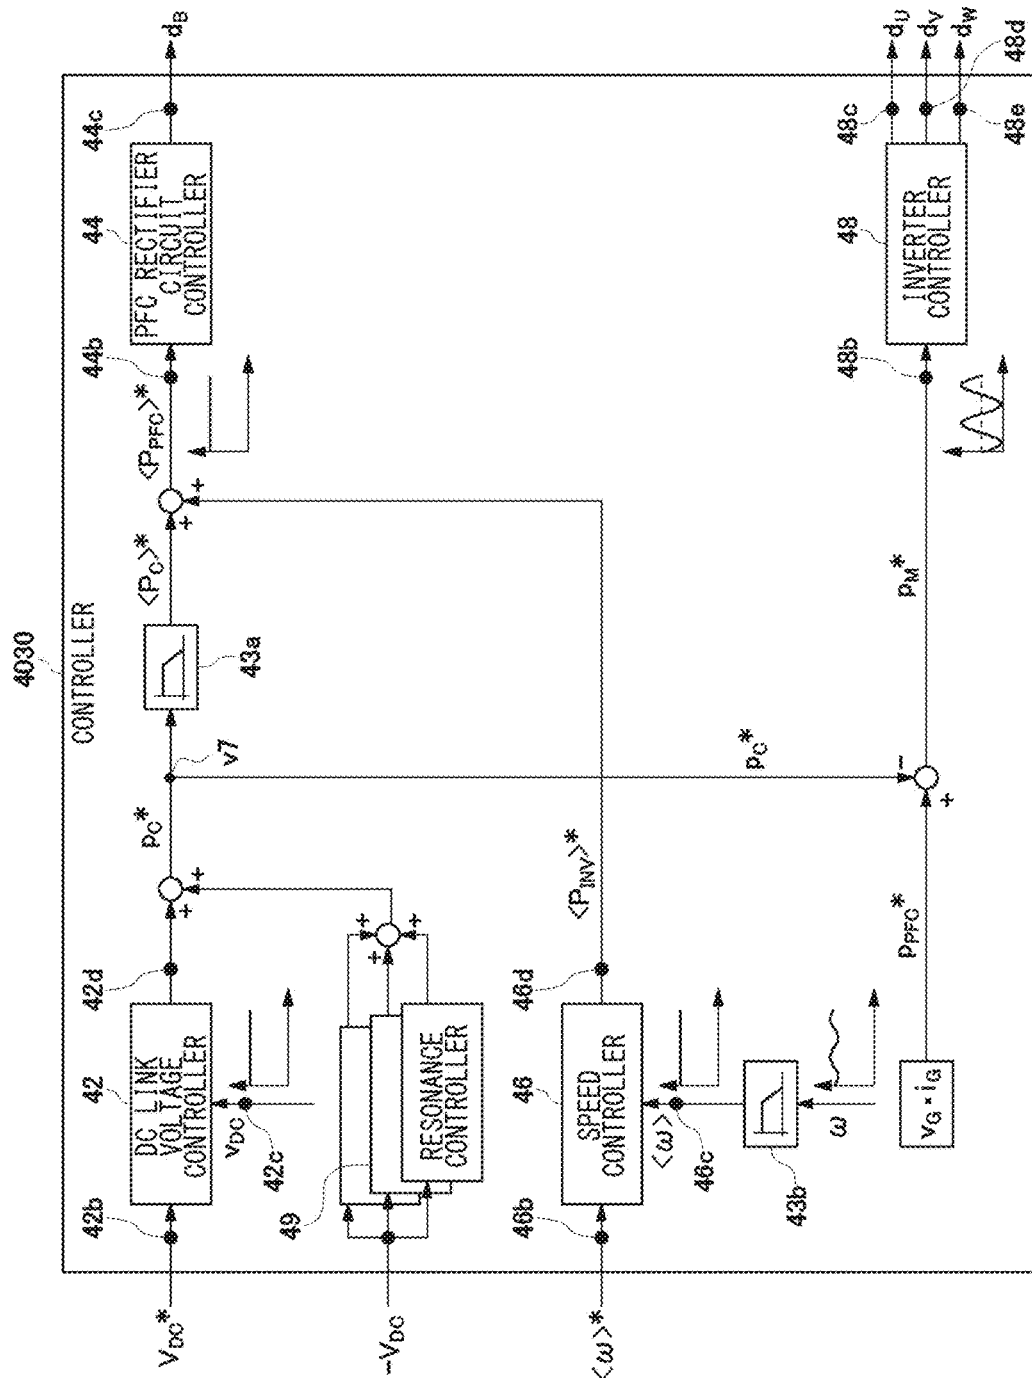 4030
CONTROLLER
V_DC*
42b
42
DC LINK
VOLTAGE
CONTROLLER
v_DC
42c
42d
+
+
p_C*
v7
43a
<P_C>*
+
+
<P_PFC>*
44b
44
PFC RECTIFIER
CIRCUIT
CONTROLLER
44c
d_B
-V_DC
49
RESONANCE
CONTROLLER
+
+
+
<ω>*
46b
46
SPEED
CONTROLLER
<ω>
46c
46d
<P_INV>*
43b
ω
v_G·i_G
p_PFC*
p_C*
-
+
p_M*
48b
48
INVERTER
CONTROLLER
48c
48d
48e
d_U
d_V
d_W